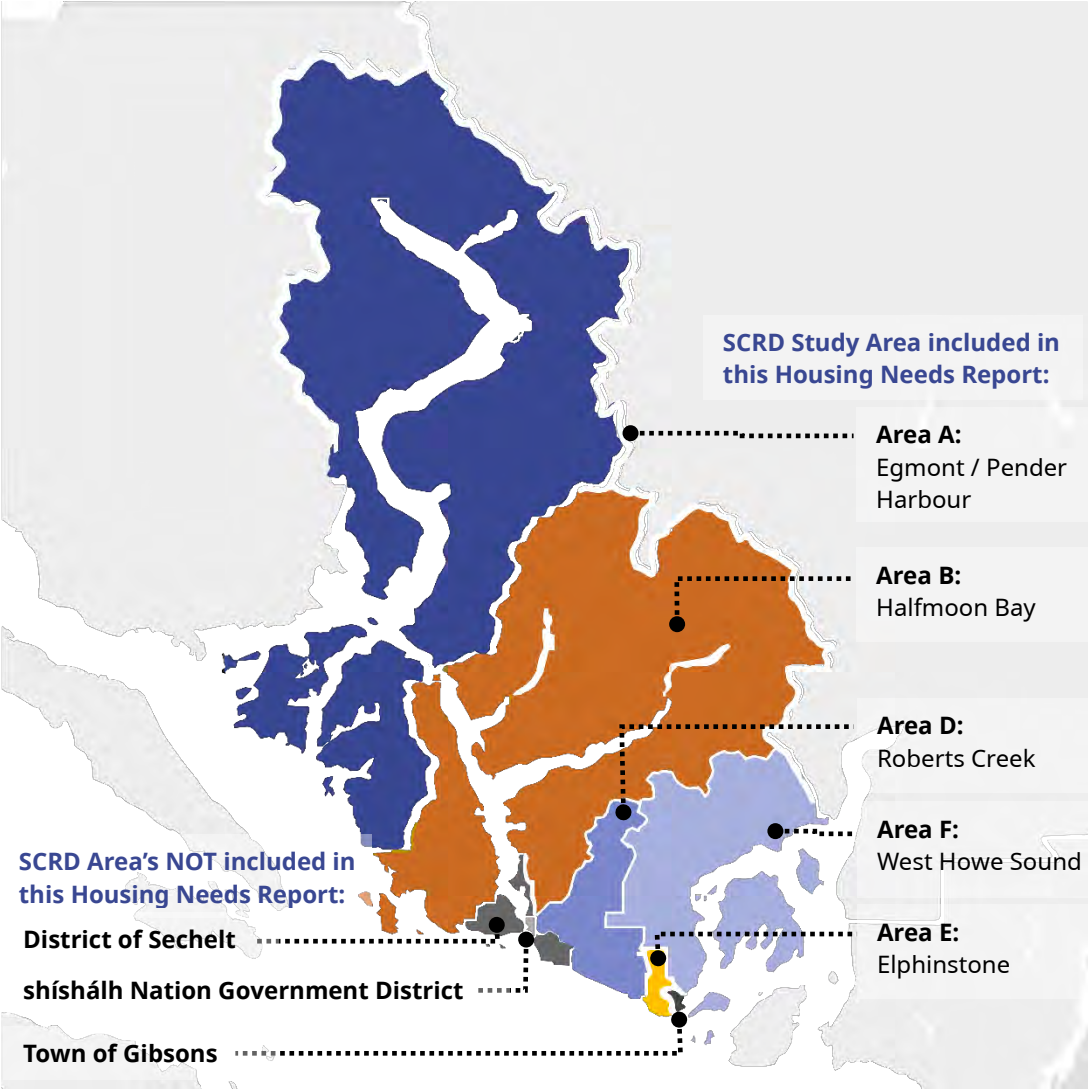 SCRD Study Area included in
this Housing Needs Report:
Area A:
Egmont / Pender
Harbour
Area B:
Halfmoon Bay
Area D:
Roberts Creek
Area F:
West Howe Sound
Area E:
Elphinstone
SCRD Area's NOT included in
this Housing Needs Report:
District of Sechelt
shíshálh Nation Government District
Town of Gibsons